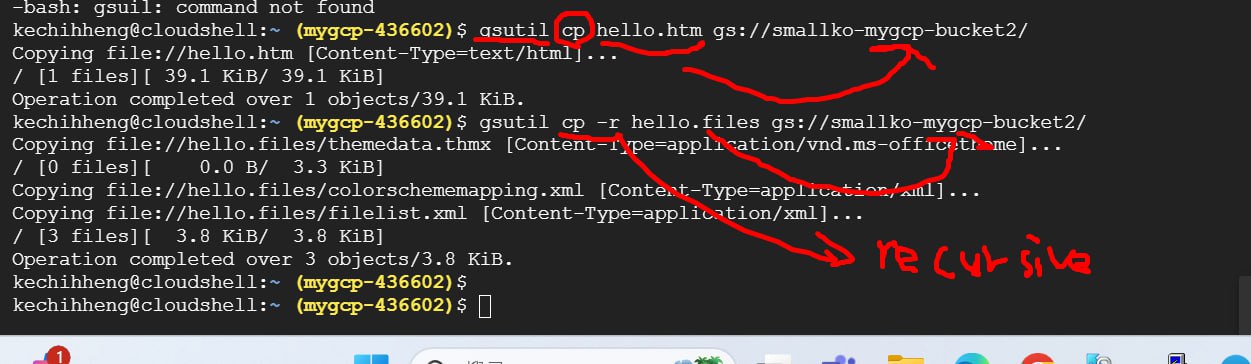 -bash: gsuil: command not found
kechihheng@cloudshell:~ (mygcp-436602)$ gsutil cp hello.htm gs://smallko-mygcp-bucket2/
Copying file://hello.htm [Content-Type=text/html]...
/ [1 files][ 39.1 KiB/ 39.1 KiB]
Operation completed over 1 objects/39.1 KiB.
kechihheng@cloudshell:~ (mygcp-436602)$ gsutil cp -r hello.files gs://smallko-mygcp-bucket2/
Copying file://hello.files/themedata.thmx [Content-Type=application/vnd.ms-officetheme]...
/ [0 files][    0.0 B/  3.3 KiB]
Copying file://hello.files/colorschememapping.xml [Content-Type=application/xml]...
Copying file://hello.files/filelist.xml [Content-Type=application/xml]...
/ [3 files][  3.8 KiB/  3.8 KiB]
Operation completed over 3 objects/3.8 KiB.
recursive
kechihheng@cloudshell:~ (mygcp-436602)$
kechihheng@cloudshell:~ (mygcp-436602)$
1